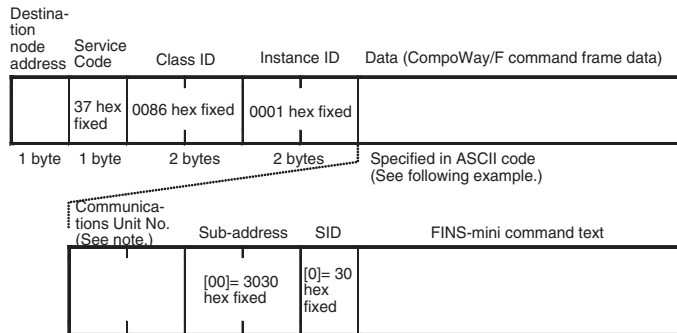 Destina-
tion
node
address
Service
Code
Class ID
Instance ID
Data (CompoWay/F command frame data)
37 hex
fixed
0086 hex fixed
0001 hex fixed
1 byte
1 byte
2 bytes
2 bytes
Specified in ASCII code
(See following example.)
Communica-
tions Unit No.
(See note.)
Sub-address
SID
FINS-mini command text
[00]= 3030
hex fixed
[0]= 30
hex
fixed